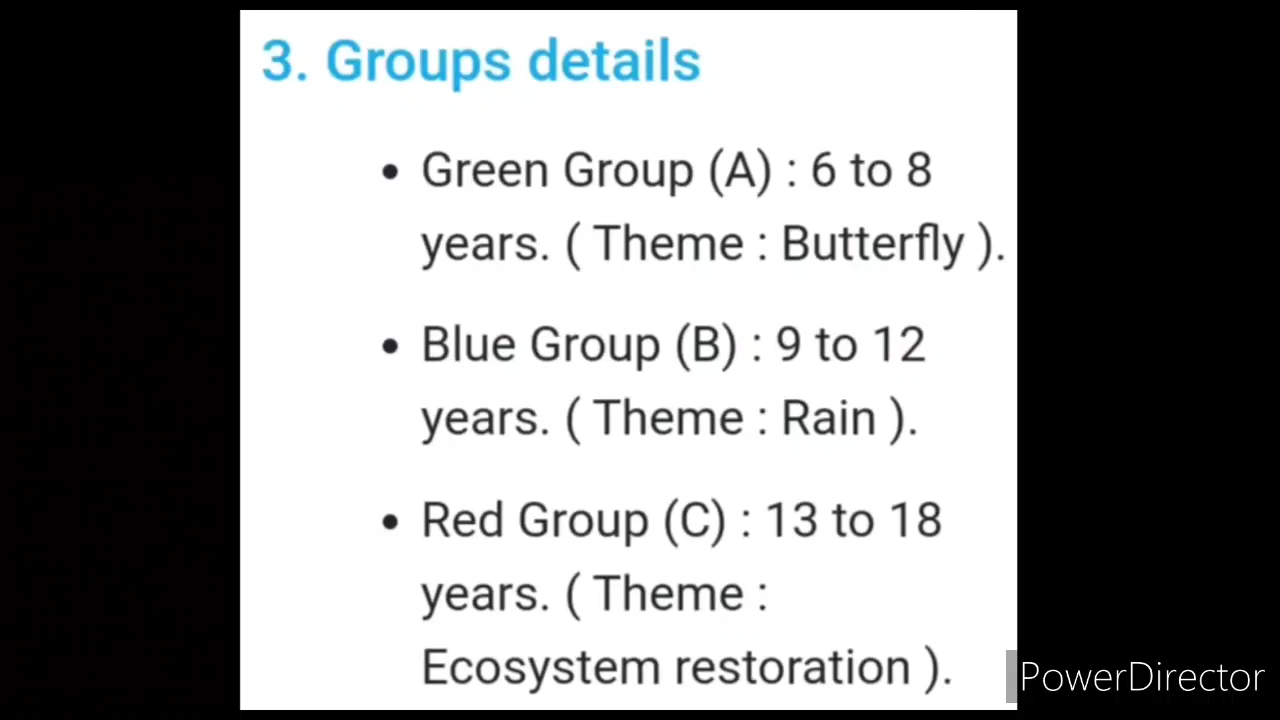 3. Groups details
• Green Group (A) : 6 to 8
years. ( Theme : Butterfly ).
• Blue Group (B) : 9 to 12
years. ( Theme : Rain ).
• Red Group (C) : 13 to 18
years. ( Theme :
Ecosystem restoration ).
PowerDirector